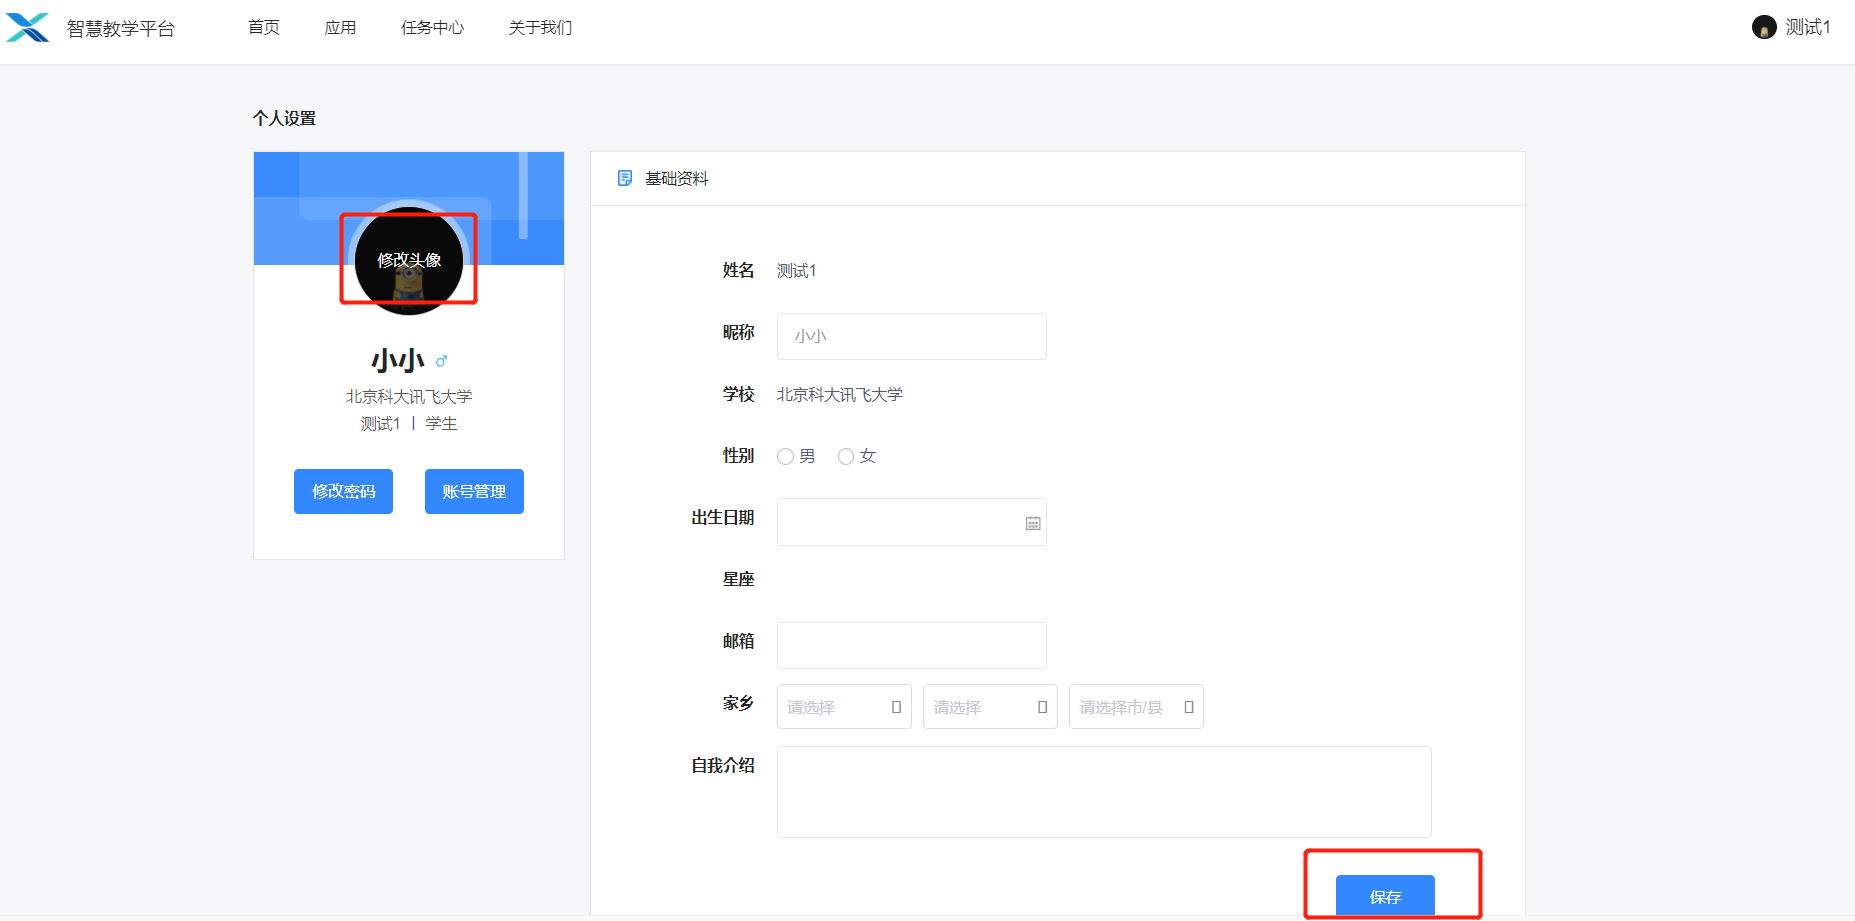 智慧教学平台
首页
应用
任务中心
关于我们
测试1
个人设置
修改头像
小小
北京科大讯飞大学
测试1 | 学生
修改密码
账号管理
基础资料
姓名 测试1
昵称 小小
学校 北京科大讯飞大学
性别 男 女
出生日期
星座
邮箱
家乡 请选择 请选择 请选择市/县
自我介绍
保存